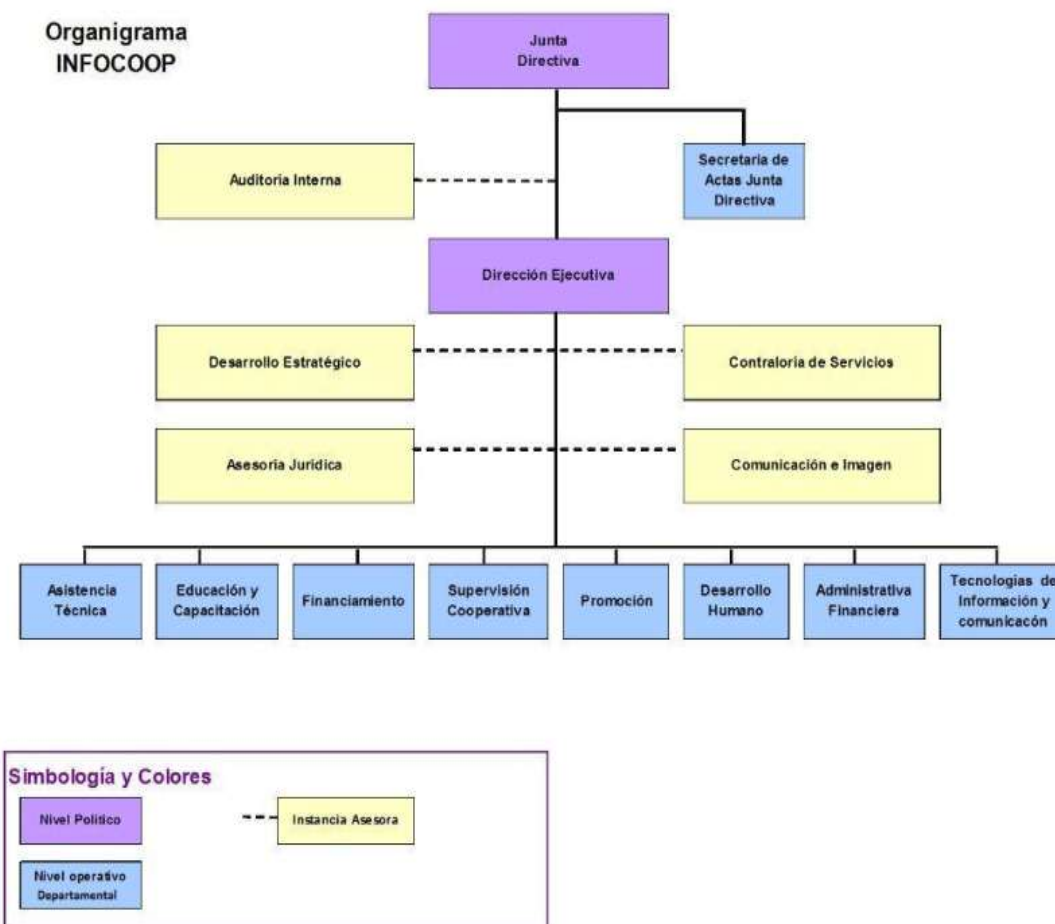 Organigrama
INFOCOOP
Junta
Directiva
Auditoria Interna
Secretaria de
Actas Junta
Directiva
Dirección Ejecutiva
Desarrollo Estratégico
Contraloria de Servicios
Asesoria Juridica
Comunicación e Imagen
Asistencia
Técnica
Educación y
Capacitación
Financiamiento
Supervisión
Cooperativa
Promoción
Desarrollo
Humano
Administrativa
Financiera
Tecnologias de
Información y
comunicacón
Simbología y Colores
Nivel Politico
Instancia Asesora
Nivel operativo
Departamental